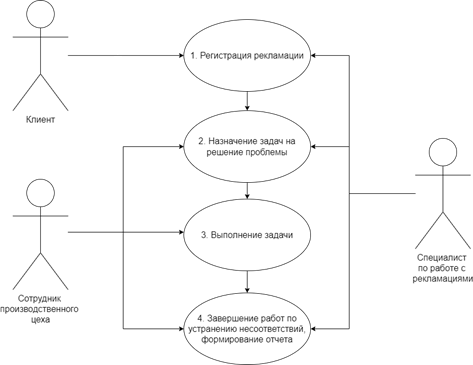 1. Регистрация рекламации
Клиент
2. Назначение задач на
решение проблемы
3. Выполнение задачи
Специалист
по работе с
рекламациями
Сотрудник
производственного
цеха
4. Завершение работ по
устранению несоответствий,
формирование отчета